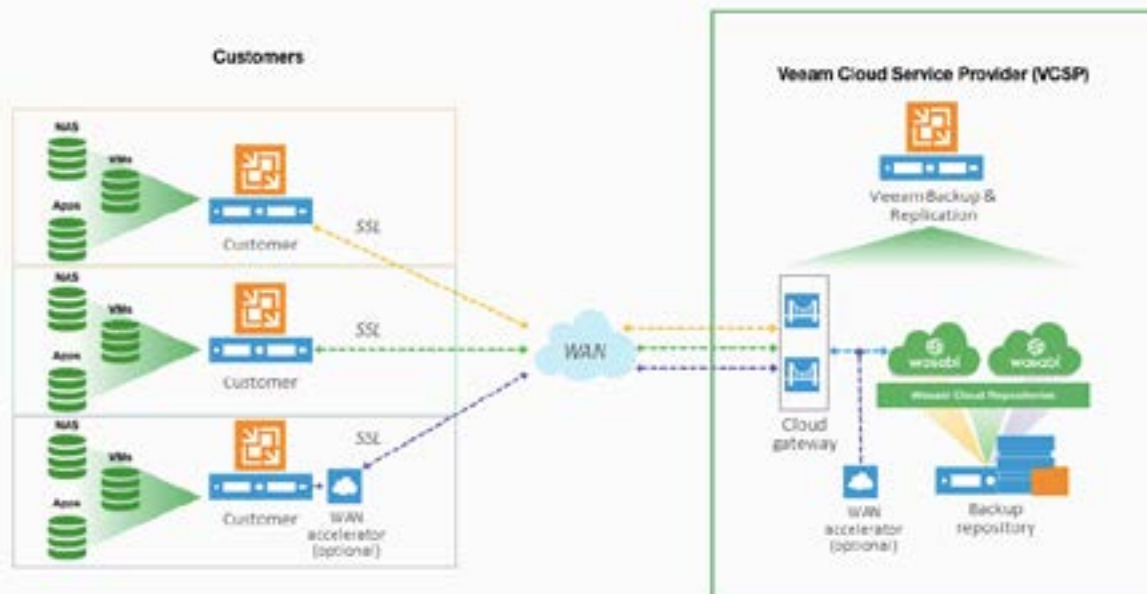 Customers
Veeam Cloud Service Provider (VCSP)
NAS
VMs
Apps
Customer
SSL
NAS
VMs
Apps
Customer
SSL
NAS
VMs
Apps
Customer
WAN
accelerator
(optional)
SSL
WAN
Veeam Backup &
Replication
Cloud
gateway
wasabi
wasabi
Cloud Repositories
WAN
accelerator
(optional)
Backup
repository